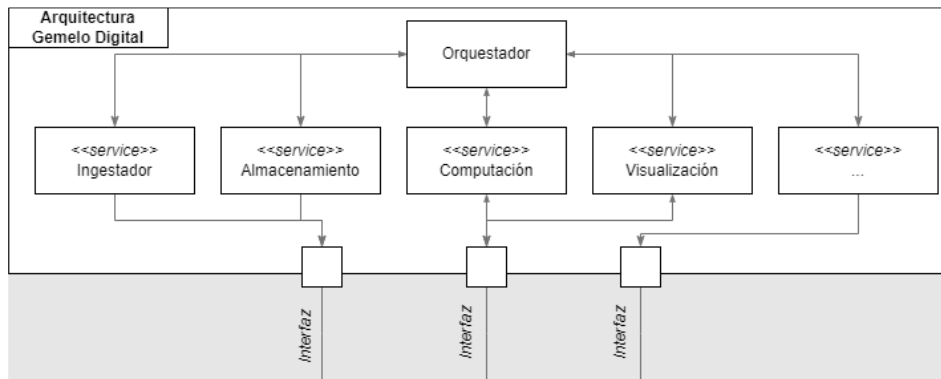 Arquitectura
Gemelo Digital
Orquestador
<<service>>
Ingestador
<<service>>
Almacenamiento
<<service>>
Computación
<<service>>
Visualización
<<service>>
...
Interfaz
Interfaz
Interfaz